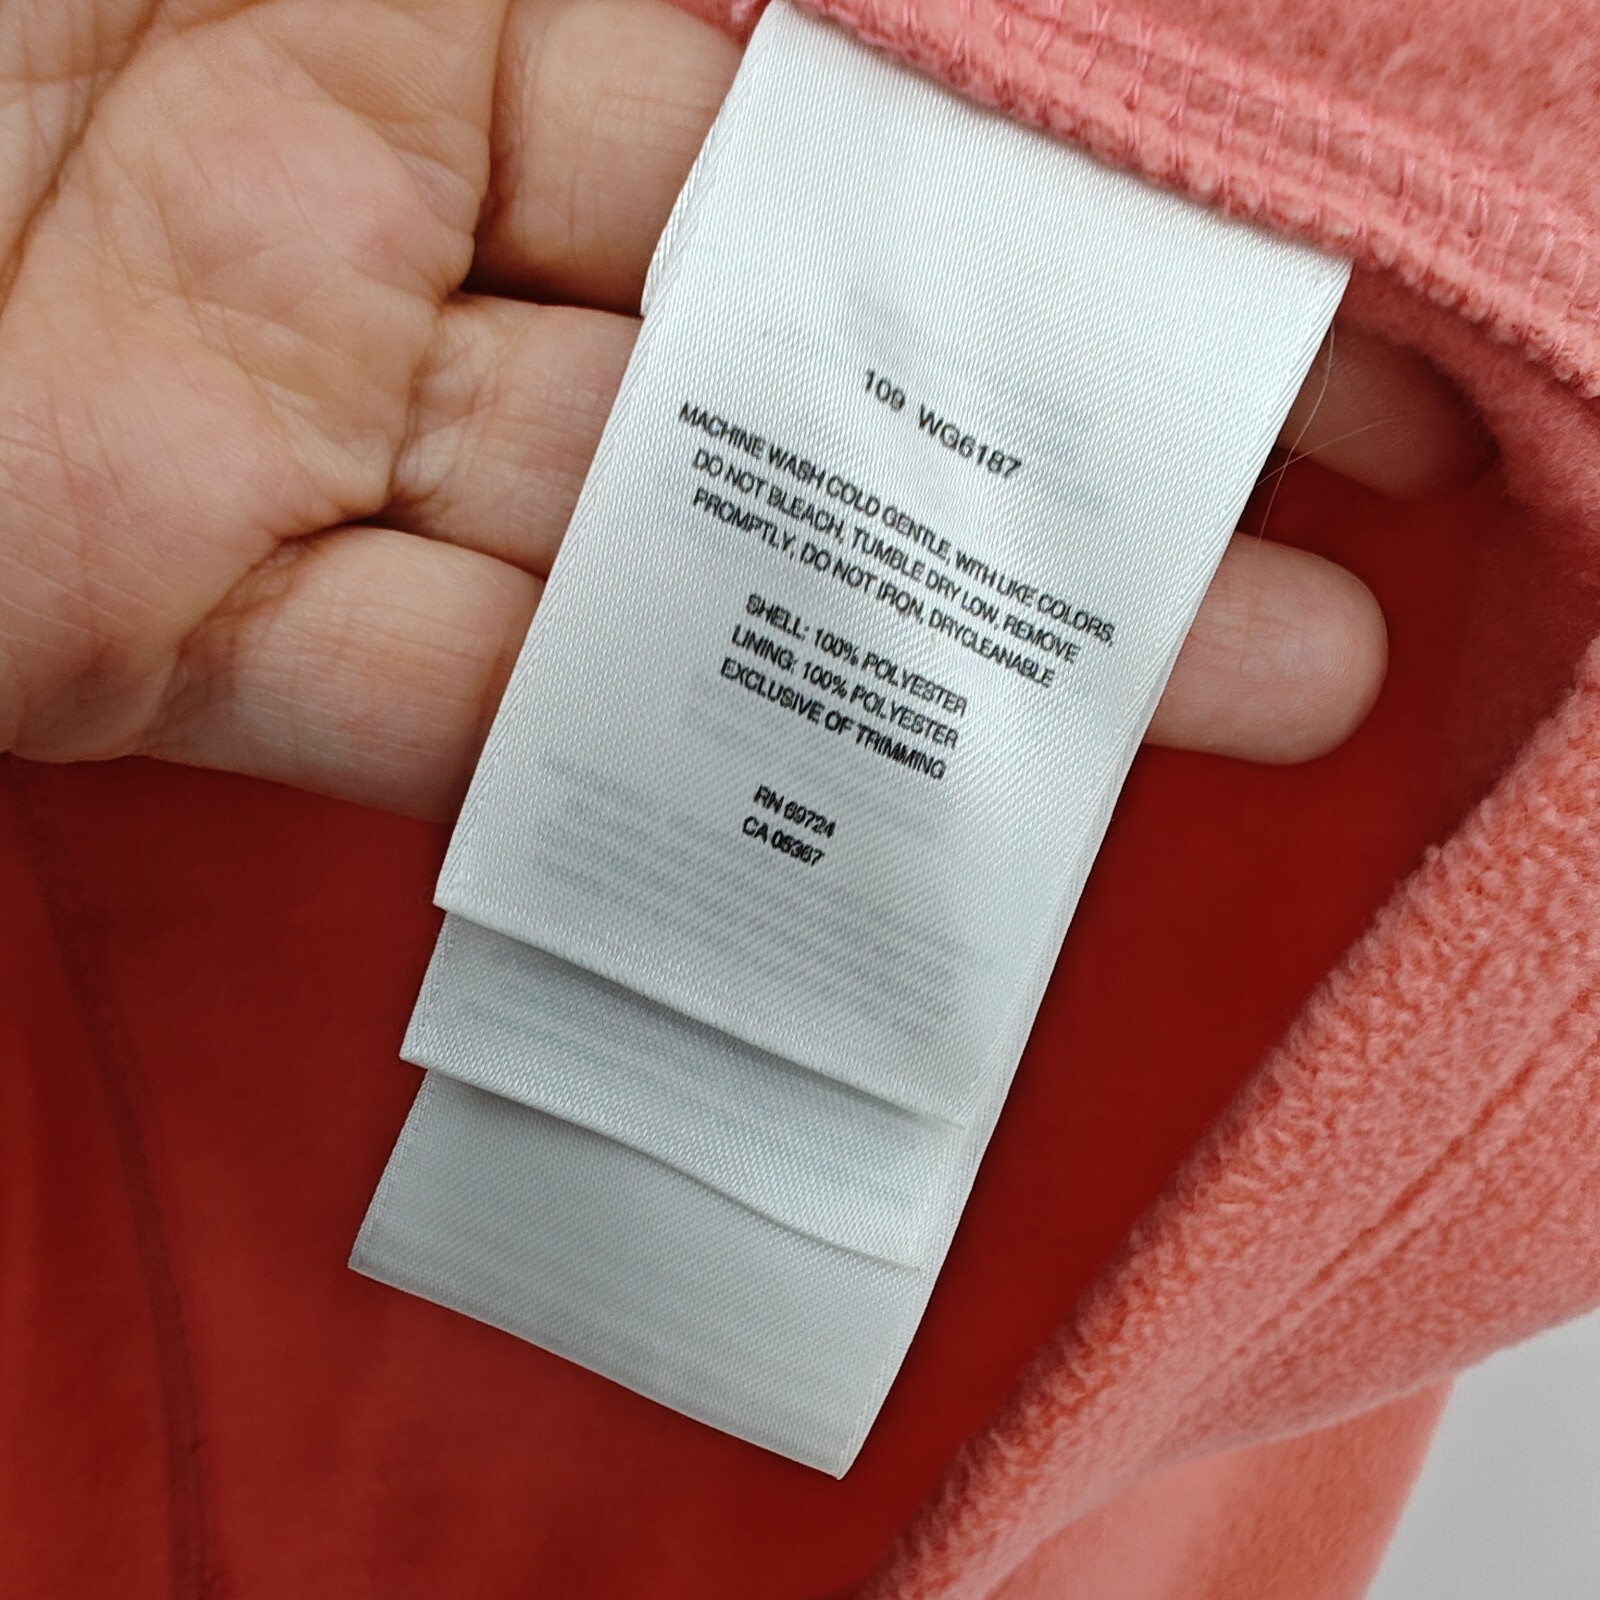 109 WG6187
MACHINE WASH COLD GENTLE, WITH LIKE COLORS,
DO NOT BLEACH, TUMBLE DRY LOW, REMOVE
PROMPTLY, DO NOT IRON, DRYCLEANABLE
SHELL: 100% POLYESTER
LINING: 100% POLYESTER
EXCLUSIVE OF TRIMMING
RN 69724
CA 05367